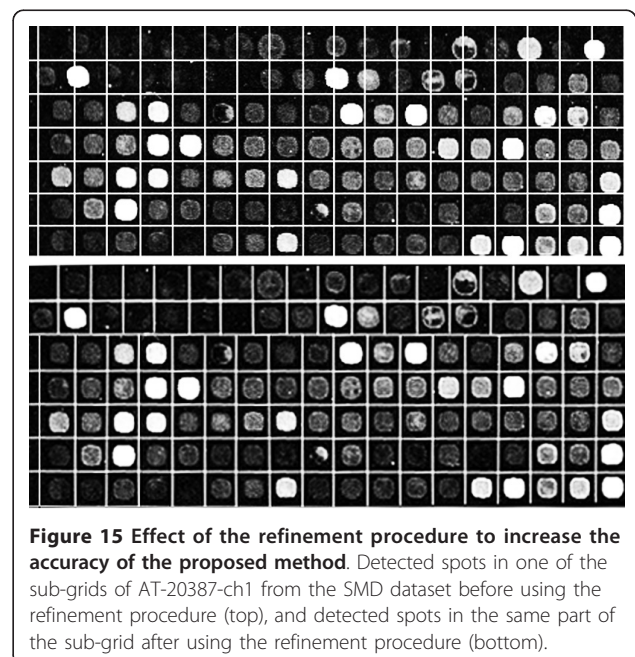 Figure 15 Effect of the refinement procedure to increase the
accuracy of the proposed method. Detected spots in one of the
sub-grids of AT-20387-ch1 from the SMD dataset before using the
refinement procedure (top), and detected spots in the same part of
the sub-grid after using the refinement procedure (bottom).